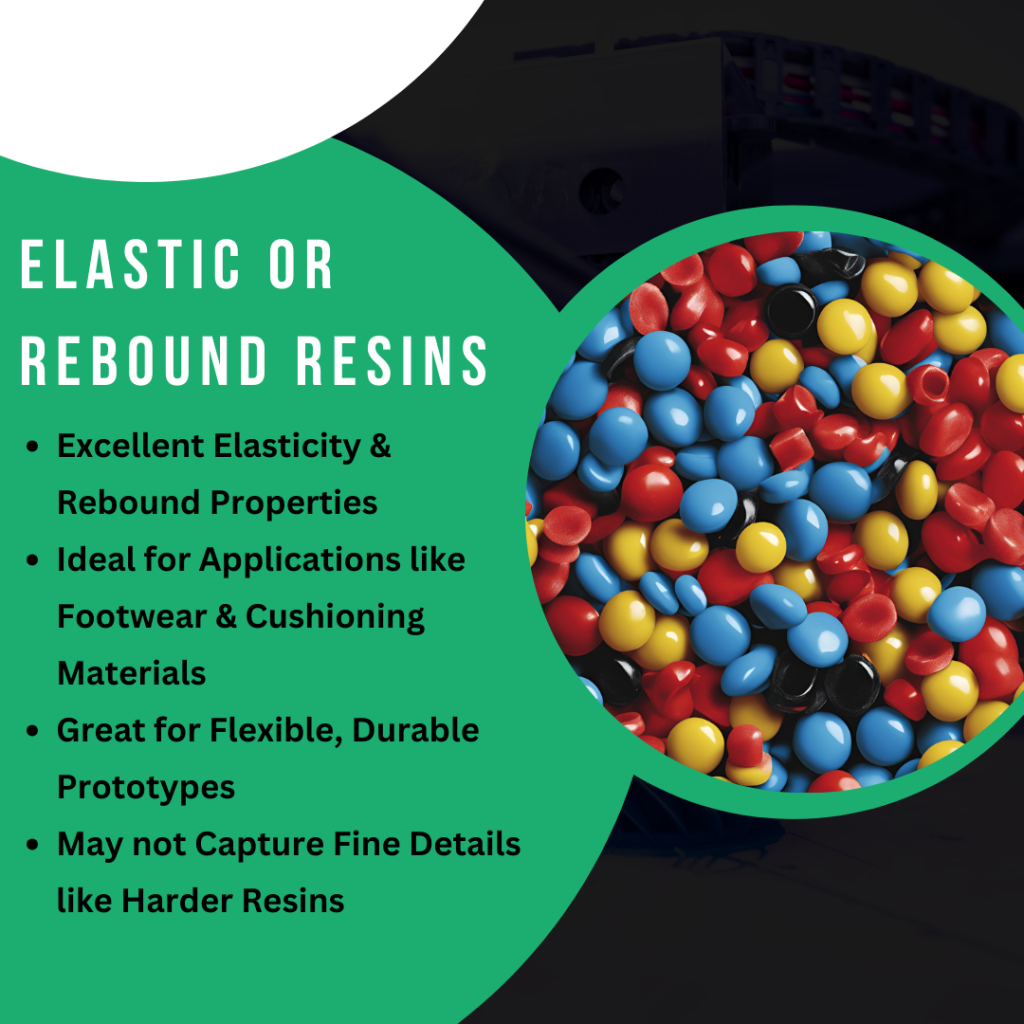 ELASTIC OR
REBOUND RESINS
• Excellent Elasticity &
Rebound Properties
• Ideal for Applications like
Footwear & Cushioning
Materials
• Great for Flexible, Durable
Prototypes
• May not Capture Fine Details
like Harder Resins